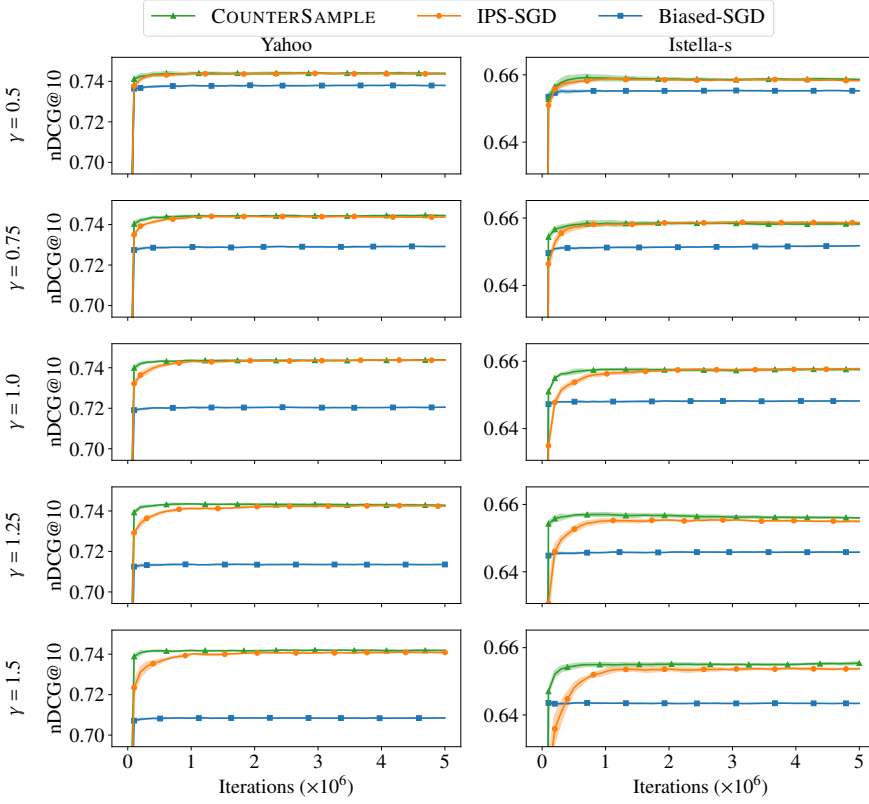 COUNTERSAMPLE IPS-SGD Biased-SGD
Yahoo Istella-s
γ = 0.5
nDCG@10
0.74
0.72
0.70
0.66
0.64
γ = 0.75
nDCG@10
0.74
0.72
0.70
0.66
0.64
γ = 1.0
nDCG@10
0.74
0.72
0.70
0.66
0.64
γ = 1.25
nDCG@10
0.74
0.72
0.70
0.66
0.64
γ = 1.5
nDCG@10
0.74
0.72
0.70
0.66
0.64
0 1 2 3 4 5 0 1 2 3 4 5
Iterations (×10⁶) Iterations (×10⁶)